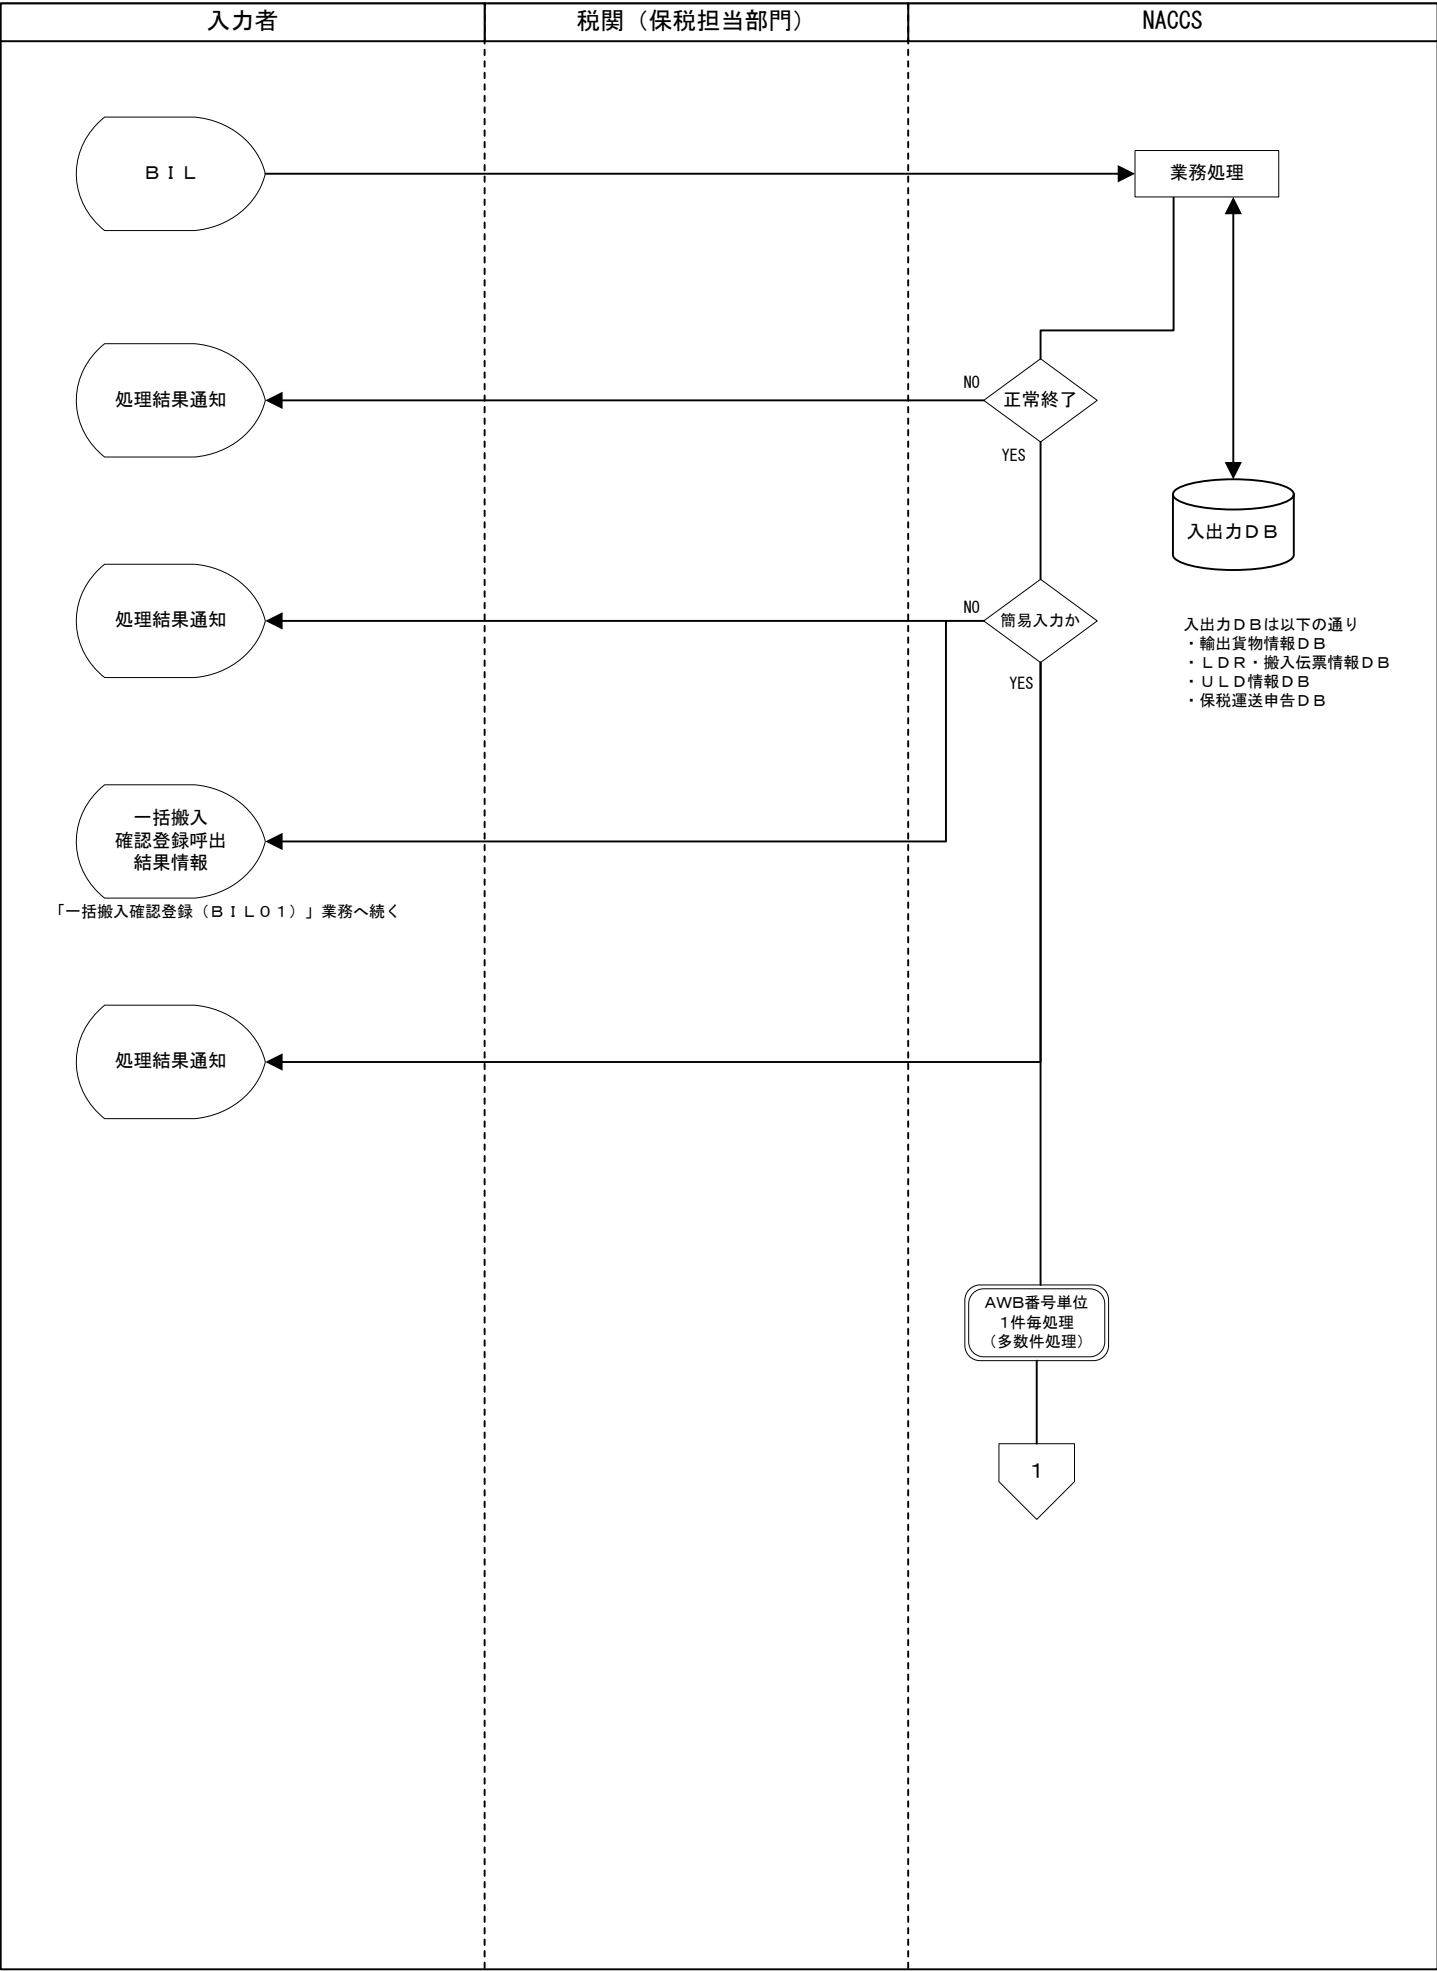 入力者
税関（保税担当部門）
NACCS
ＢＩＬ
業務処理
処理結果通知
NO
正常終了
YES
入出力ＤＢ
処理結果通知
NO
簡易入力か
YES
入出力ＤＢは以下の通り
・輸出貨物情報ＤＢ
・ＬＤＲ・搬入伝票情報ＤＢ
・ＵＬＤ情報ＤＢ
・保税運送申告ＤＢ
一括搬入
確認登録呼出
結果情報
「一括搬入確認登録（ＢＩＬ０１）」業務へ続く
処理結果通知
AWB番号単位
1件毎処理
（多数件処理）
1